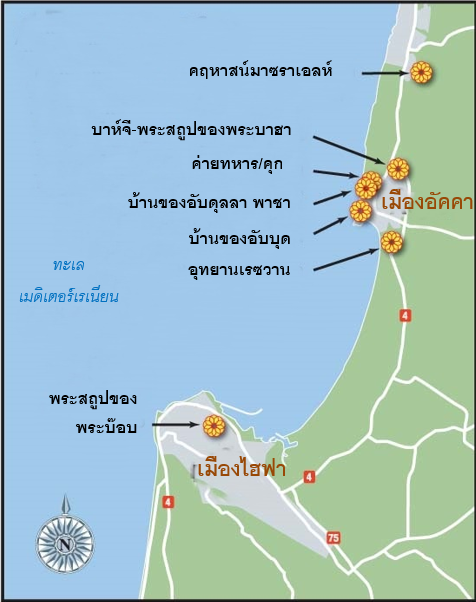 คฤหาสน์มาซราเอลห์
บาห์จี-พระสถูปของพระบาฮา
ค่ายทหาร/คุก
บ้านของอับดุลลา พาชา
เมืองอัคคา
บ้านของอับบุด
อุทยานเรซวาน
ทะเล
เมดิเตอร์เรเนียน
4
พระสถูปของ
พระบ๊อบ
เมืองไฮฟา
4
4
75
N